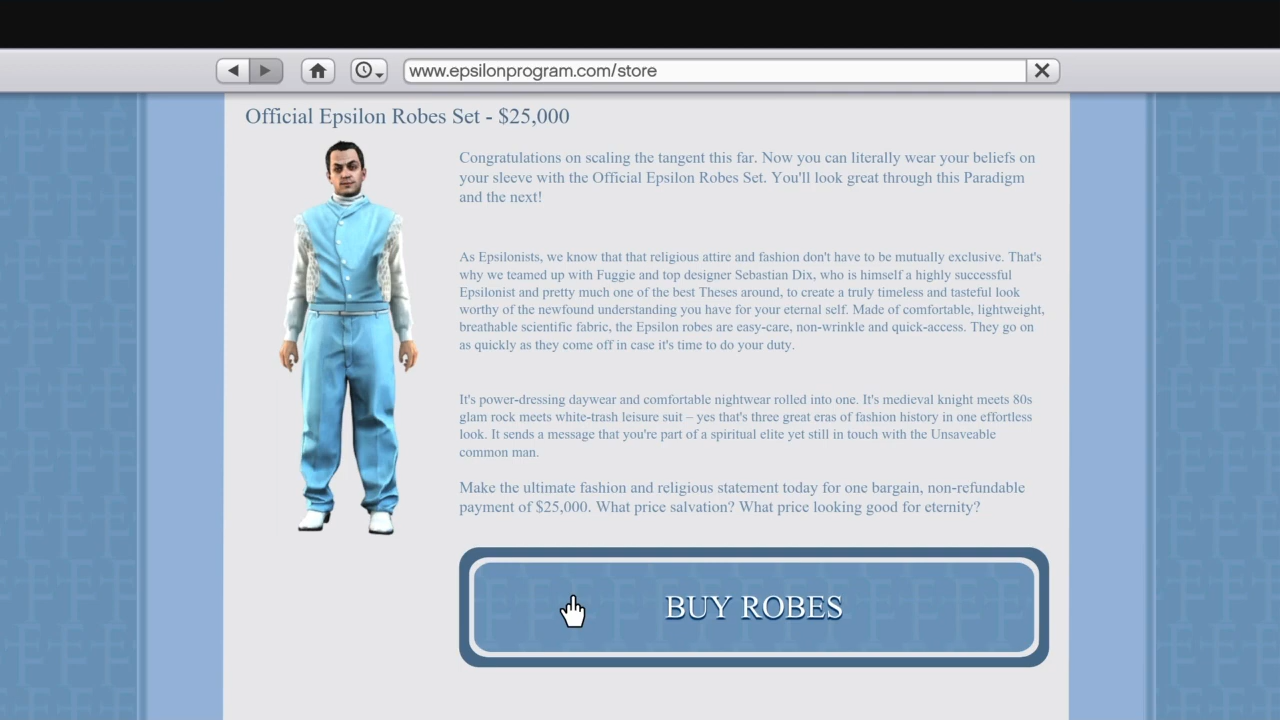 www.epsilonprogram.com/store
Official Epsilon Robes Set - $25,000
Congratulations on scaling the tangent this far. Now you can literally wear your beliefs on
your sleeve with the Official Epsilon Robes Set. You'll look great through this Paradigm
and the next!
As Epsilonists, we know that that religious attire and fashion don't have to be mutually exclusive. That's
why we teamed up with Fuggie and top designer Sebastian Dix, who is himself a highly successful
Epsilonist and pretty much one of the best Theses around, to create a truly timeless and tasteful look
worthy of the newfound understanding you have for your eternal self. Made of comfortable, lightweight,
breathable scientific fabric, the Epsilon robes are easy-care, non-wrinkle and quick-access. They go on
as quickly as they come off in case it's time to do your duty.
It's power-dressing daywear and comfortable nightwear rolled into one. It's medieval knight meets 80s
glam rock meets white-trash leisure suit – yes that's three great eras of fashion history in one effortless
look. It sends a message that you're part of a spiritual elite yet still in touch with the Unsaveable
common man.
Make the ultimate fashion and religious statement today for one bargain, non-refundable
payment of $25,000. What price salvation? What price looking good for eternity?
BUY ROBES